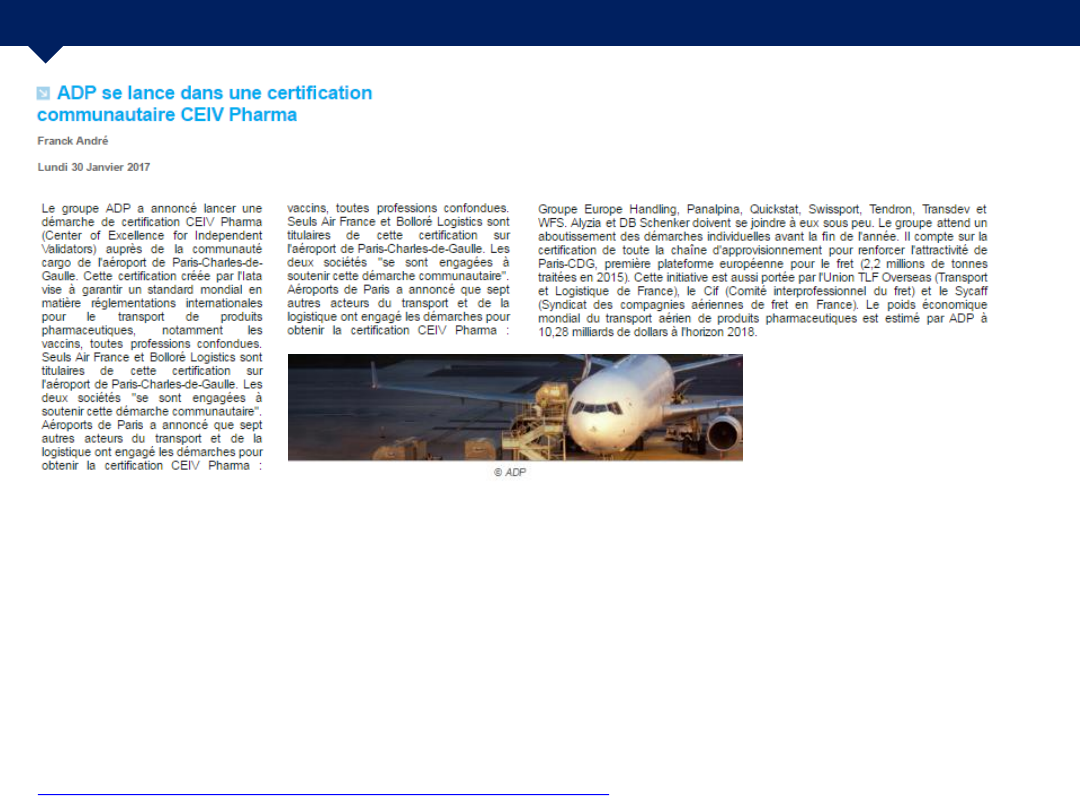 ADP se lance dans une certification
communautaire CEIV Pharma
Franck André
Lundi 30 Janvier 2017
Le groupe ADP a annoncé lancer une
démarche de certification CEIV Pharma
(Center of Excellence for Independent
Validators) auprès de la communauté
cargo de l'aéroport de Paris-Charles-de-
Gaulle. Cette certification créée par l'Iata
vise à garantir un standard mondial en
matière réglementations internationales
pour le transport de produits
pharmaceutiques, notamment les
vaccins, toutes professions confondues.
Seuls Air France et Bolloré Logistics sont
titulaires de cette certification sur
l'aéroport de Paris-Charles-de-Gaulle. Les
deux sociétés "se sont engagées à
soutenir cette démarche communautaire".
Aéroports de Paris a annoncé que sept
autres acteurs du transport et de la
logistique ont engagé les démarches pour
obtenir la certification CEIV Pharma :
vaccins, toutes professions confondues.
Seuls Air France et Bolloré Logistics sont
titulaires de cette certification sur
l'aéroport de Paris-Charles-de-Gaulle. Les
deux sociétés "se sont engagées à
soutenir cette démarche communautaire".
Aéroports de Paris a annoncé que sept
autres acteurs du transport et de la
logistique ont engagé les démarches pour
obtenir la certification CEIV Pharma :
Groupe Europe Handling, Panalpina, Quickstat, Swissport, Tendron, Transdev et
WFS. Alyzia et DB Schenker doivent se joindre à eux sous peu. Le groupe attend un
aboutissement des démarches individuelles avant la fin de l'année. Il compte sur la
certification de toute la chaîne d'approvisionnement pour renforcer l'attractivité de
Paris-CDG, première plateforme européenne pour le fret (2,2 millions de tonnes
traitées en 2015). Cette initiative est aussi portée par l'Union TLF Overseas (Transport
et Logistique de France), le Cif (Comité interprofessionnel du fret) et le Sycaff
(Syndicat des compagnies aériennes de fret en France). Le poids économique
mondial du transport aérien de produits pharmaceutiques est estimé par ADP à
10,28 milliards de dollars à l'horizon 2018.
© ADP